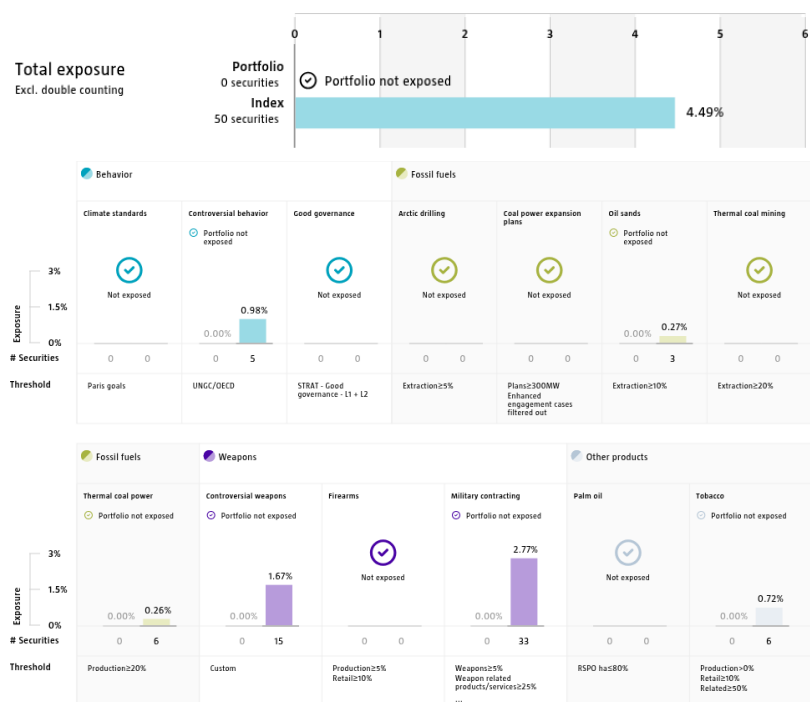 0 1 2 3 4 5 6
Total exposure
Excl. double counting
Portfolio
0 securities
Portfolio not exposed
Index
50 securities
4.49%
Behavior
Fossil fuels
Climate standards
Controversial behavior
Good governance
Arctic drilling
Coal power expansion
plans
Oil sands
Thermal coal mining
Portfolio not
exposed
Portfolio not
exposed
Exposure
3%
1.5%
0%
Not exposed
0.00% 0.98%
Not exposed
Not exposed
Not exposed
0.00% 0.27%
Not exposed
# Securities 0 0 0 5 0 0 0 0 0 0 0 3 0 0
Threshold
Paris goals
UNGC/OECD
STRAT - Good
governance - L1 + L2
Extraction≥5%
Plans≥300MW
Enhanced
engagement cases
filtered out
Extraction≥10%
Extraction≥20%
Fossil fuels
Weapons
Other products
Thermal coal power
Controversial weapons
Firearms
Military contracting
Palm oil
Tobacco
Portfolio not exposed
Portfolio not exposed
Portfolio not exposed
Portfolio not exposed
Exposure
3%
1.5%
0%
0.00% 0.26%
0.00% 1.67%
Not exposed
0.00% 2.77%
Not exposed
0.00% 0.72%
# Securities 0 6 0 15 0 0 0 33 0 0 0 6
Threshold
Production≥20%
Custom
Production≥5%
Retail≥10%
Weapons≥5%
Weapon related
products/services≥25%
RSPO ha≤80%
Production>0%
Retail≥10%
Related≥50%